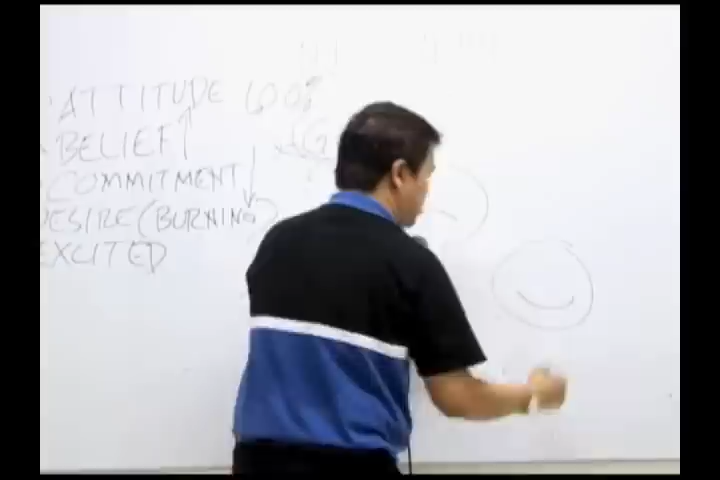 ATTITUDE
BELIEF
COMMITMENT
DESIRE (BURNING)
EXCITED